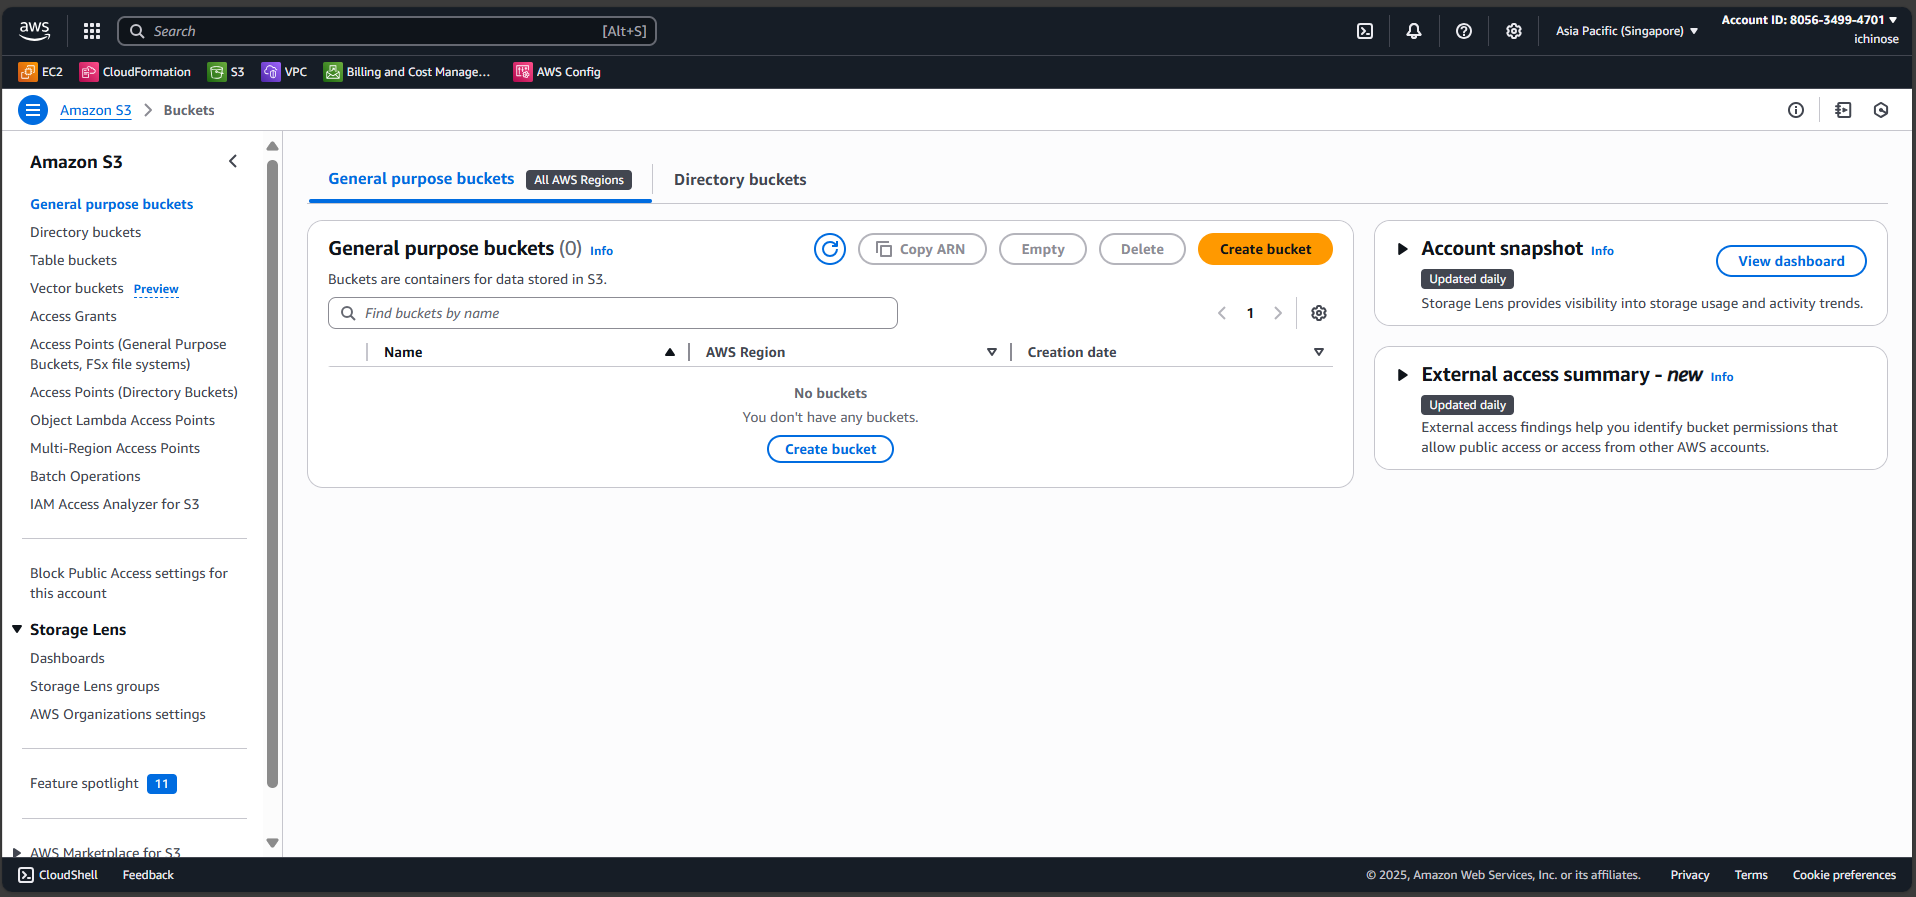 aws
Search [Alt+S]
Asia Pacific (Singapore)
Account ID: 8056-3499-4701
ichinose
EC2 CloudFormation S3 VPC Billing and Cost Manage... AWS Config
Amazon S3 Buckets
Amazon S3
General purpose buckets
Directory buckets
Table buckets
Vector buckets Preview
Access Grants
Access Points (General Purpose
Buckets, FSx file systems)
Access Points (Directory Buckets)
Object Lambda Access Points
Multi-Region Access Points
Batch Operations
IAM Access Analyzer for S3
Block Public Access settings for
this account
Storage Lens
Dashboards
Storage Lens groups
AWS Organizations settings
Feature spotlight 11
AWS Marketplace for S3
General purpose buckets All AWS Regions Directory buckets
General purpose buckets (0) Info
Copy ARN Empty Delete Create bucket
Buckets are containers for data stored in S3.
Find buckets by name
1
Name AWS Region Creation date
No buckets
You don't have any buckets.
Create bucket
Account snapshot Info
View dashboard
Updated daily
Storage Lens provides visibility into storage usage and activity trends.
External access summary - new Info
Updated daily
External access findings help you identify bucket permissions that
allow public access or access from other AWS accounts.
CloudShell Feedback
© 2025, Amazon Web Services, Inc. or its affiliates. Privacy Terms Cookie preferences